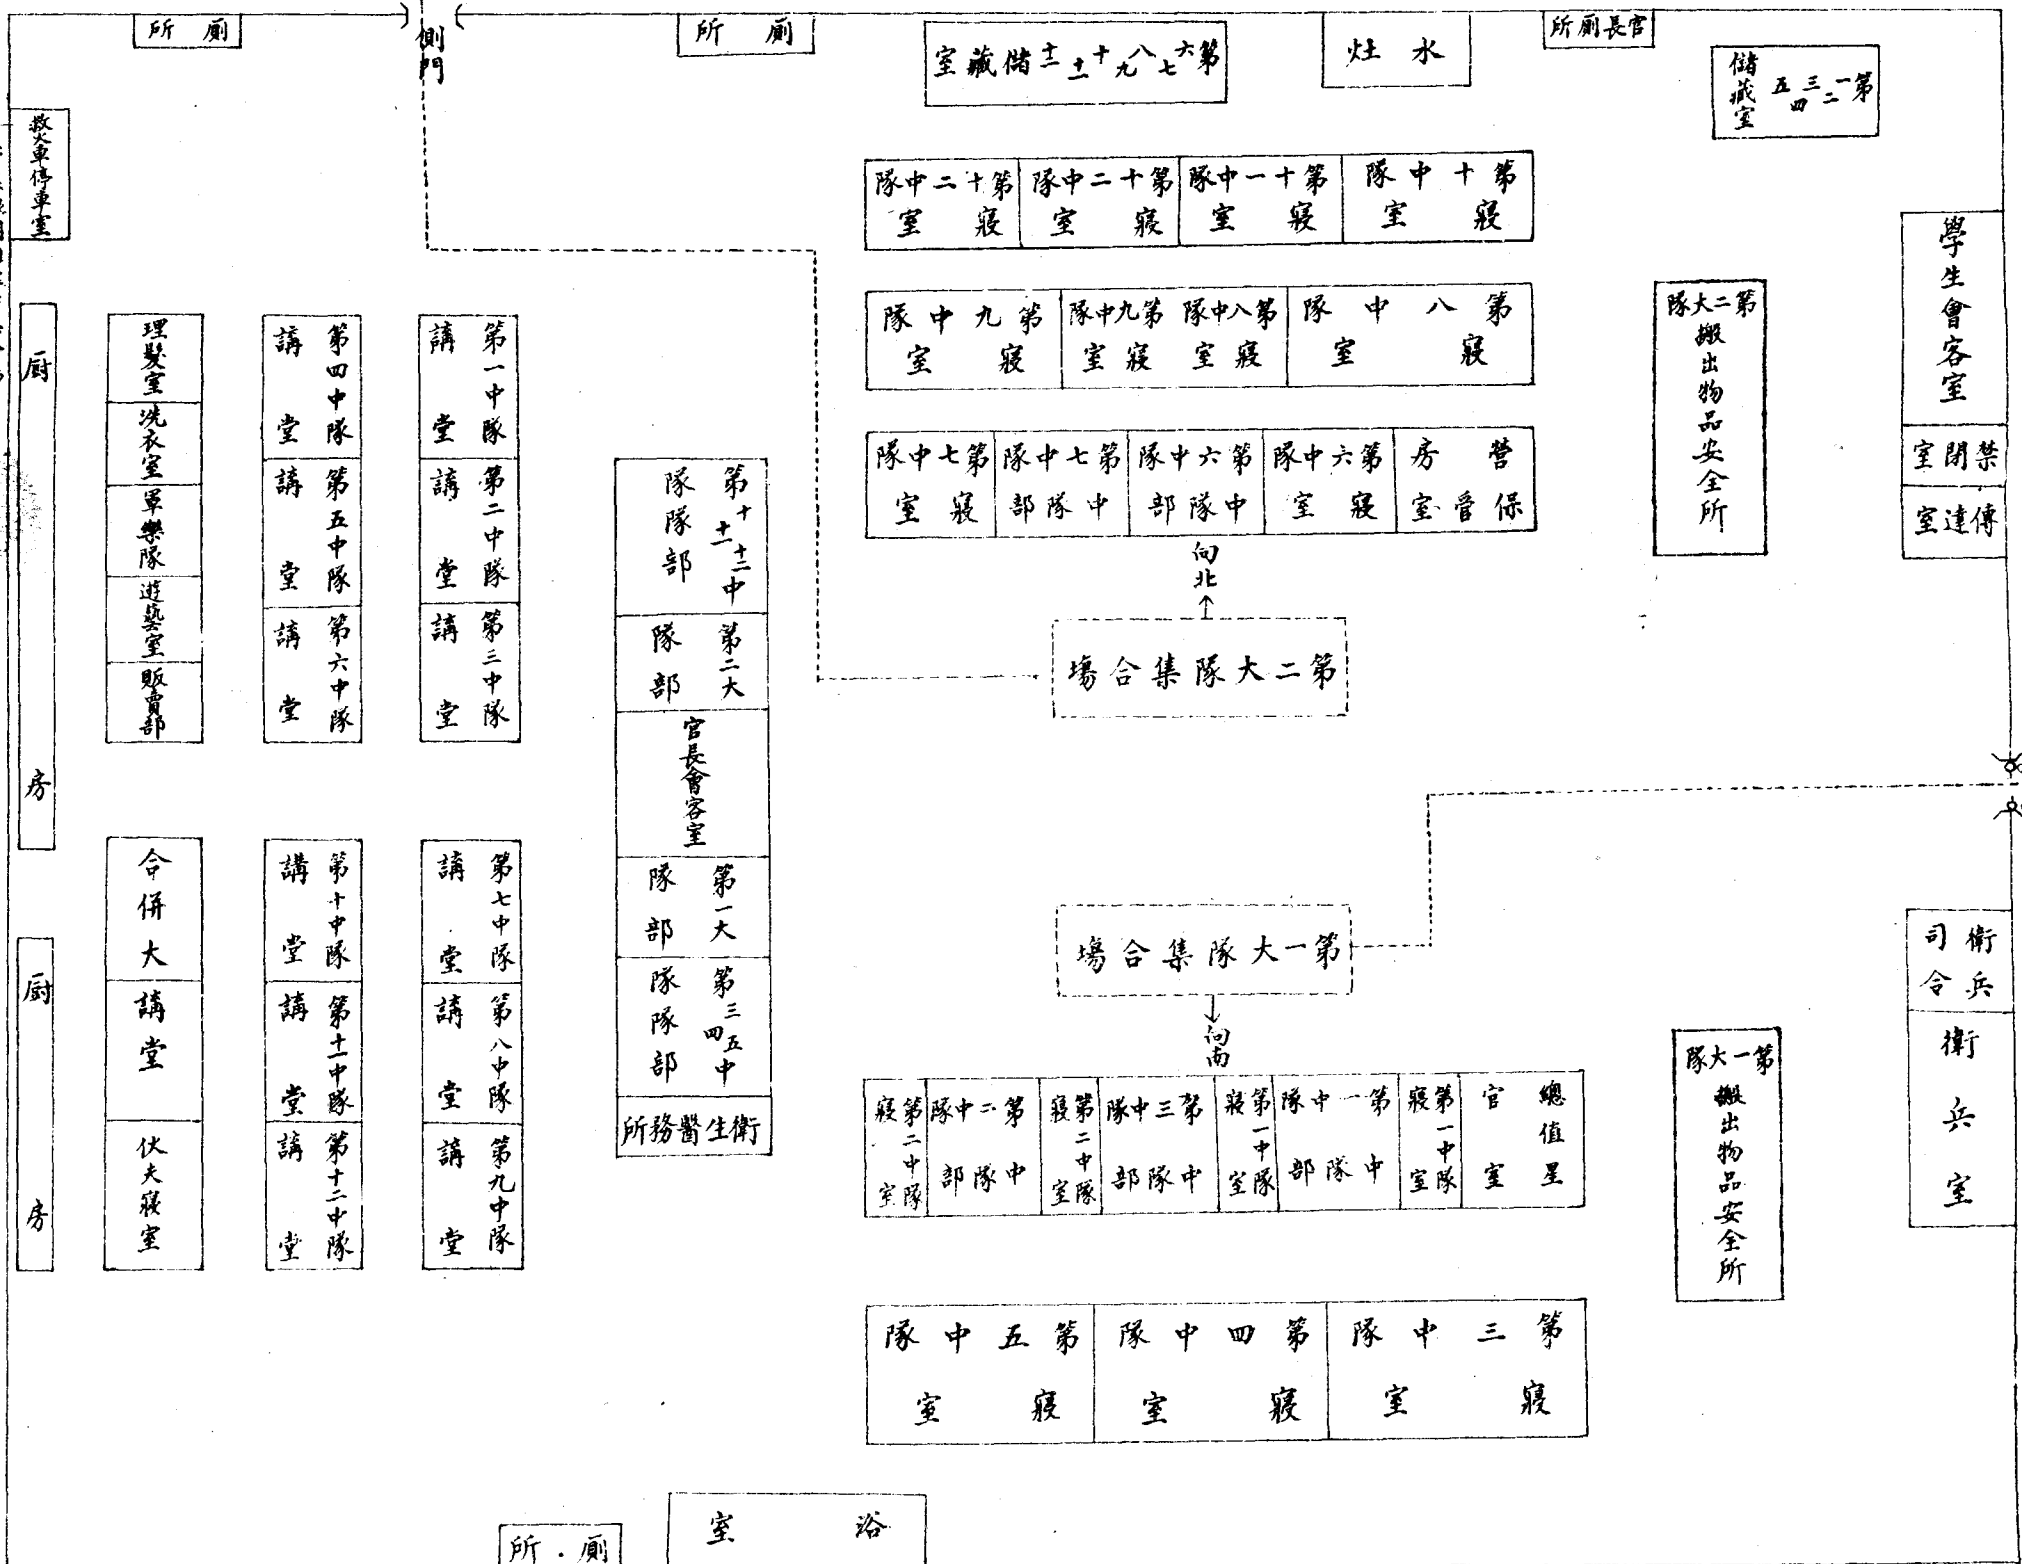 廁所
側門
廁所
第六七八九十十一十二儲藏室
水灶
官長廁所
第一二三四五儲藏室
救火車停車室
第十中隊寢室
第十一中隊寢室
第十二中隊寢室
第十二中隊寢室
第八中隊寢室
第八中隊寢室
第九中隊寢室
第九中隊寢室
營房保管室
第六中隊寢室
第六中隊中隊部
第七中隊中隊部
第七中隊寢室
向北
第二大隊集合場
第二大隊搬出物品安全所
學生會客室
禁閉室
傳達室
厨房
理髮室
洗衣室
軍樂隊
遊藝室
販賣部
第四中隊講堂
第五中隊講堂
第六中隊講堂
第一中隊講堂
第二中隊講堂
第三中隊講堂
第十十一十二中隊隊部
第二大隊部
官長會客室
第一大隊部
第三四五中隊隊部
衛生醫務所
厨房
合併大講堂
伙夫寢室
第十中隊講堂
第十一中隊講堂
第十二中隊講堂
第七中隊講堂
第八中隊講堂
第九中隊講堂
第一大隊集合場
向南
衛兵司令
衛兵室
第一大隊搬出物品安全所
總值星官室
第一中隊寢室
第一中隊中隊部
第一中隊寢室
第三中隊中隊部
第二中隊寢室
第二中隊中隊部
第二中隊寢室
第三中隊寢室
第四中隊寢室
第五中隊寢室
浴室
廁所